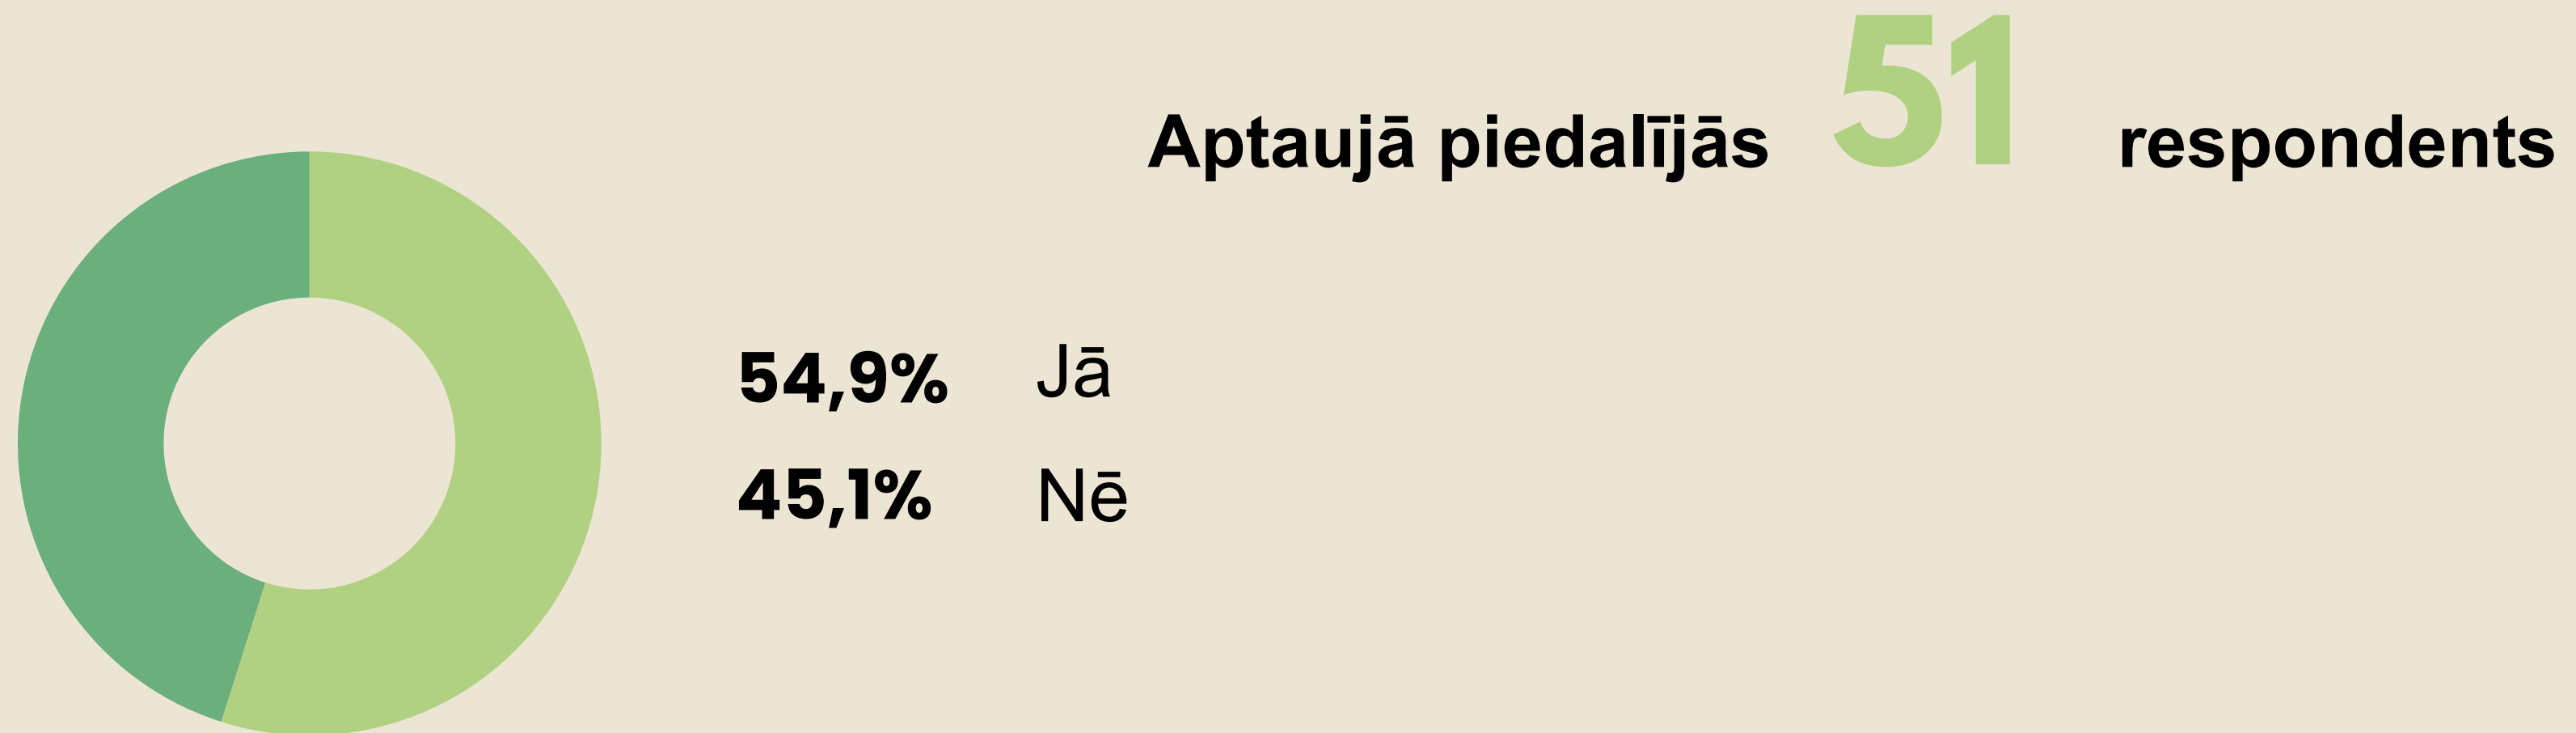 Aptaujā piedalījās 51 respondents
54,9% Jā
45,1% Nē